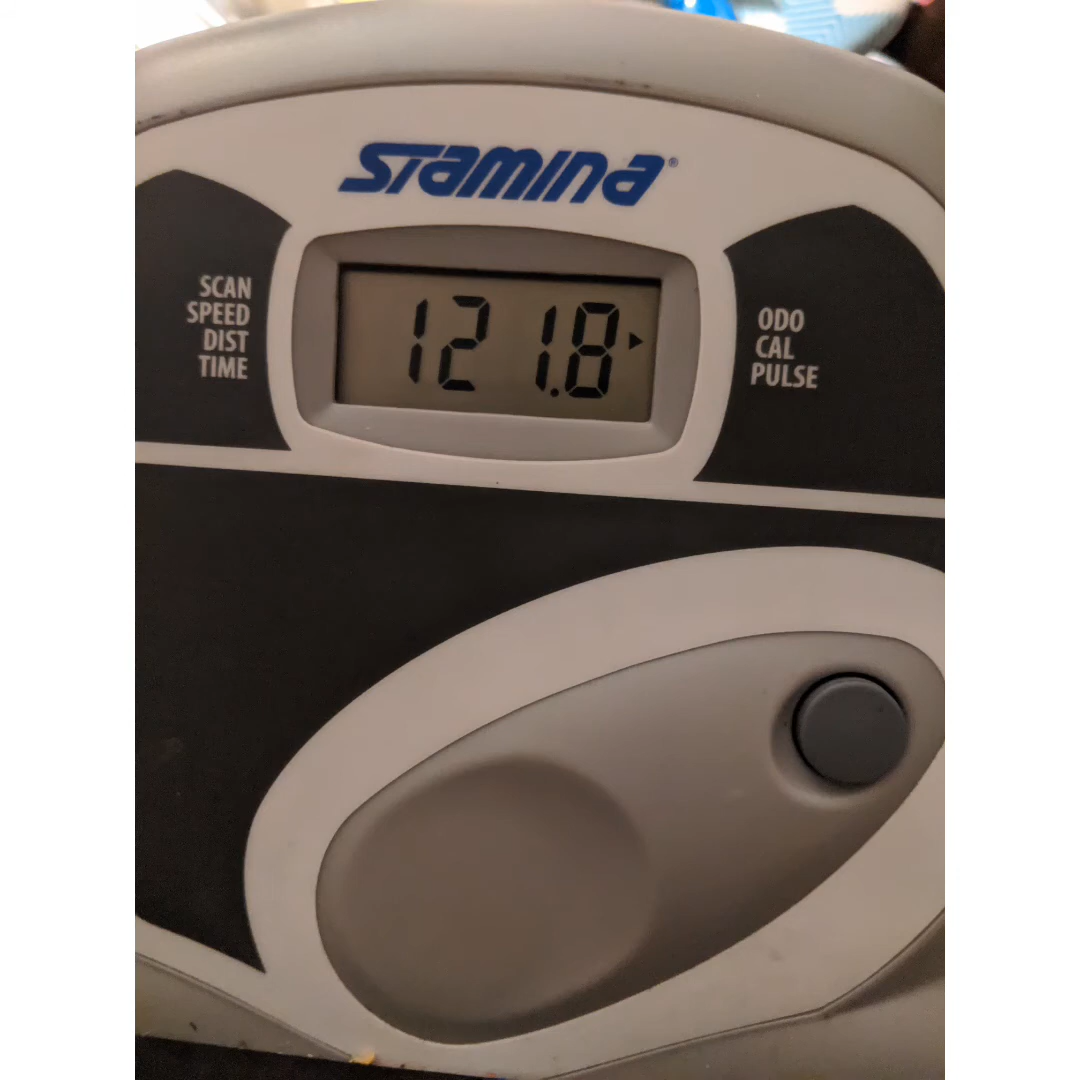 STAMINA®
SCAN
SPEED
DIST
TIME
121.8
ODO
CAL
PULSE